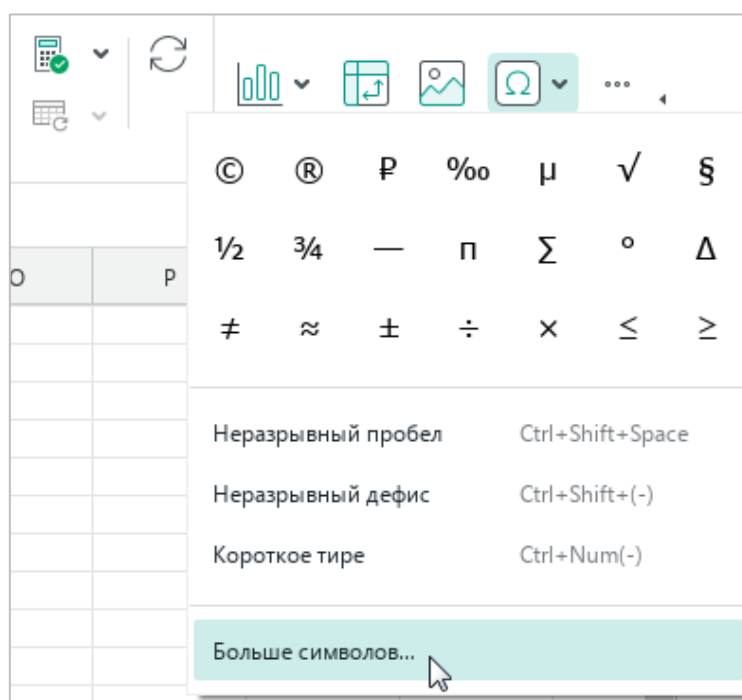 Ω
© ® ₽ ‰ µ √ §
½ ¾ — п ∑ ° Δ
O P
≠ ≈ ± ÷ × ≤ ≥
Неразрывный пробел Ctrl+Shift+Space
Неразрывный дефис Ctrl+Shift+(-)
Короткое тире Ctrl+Num(-)
Больше символов...